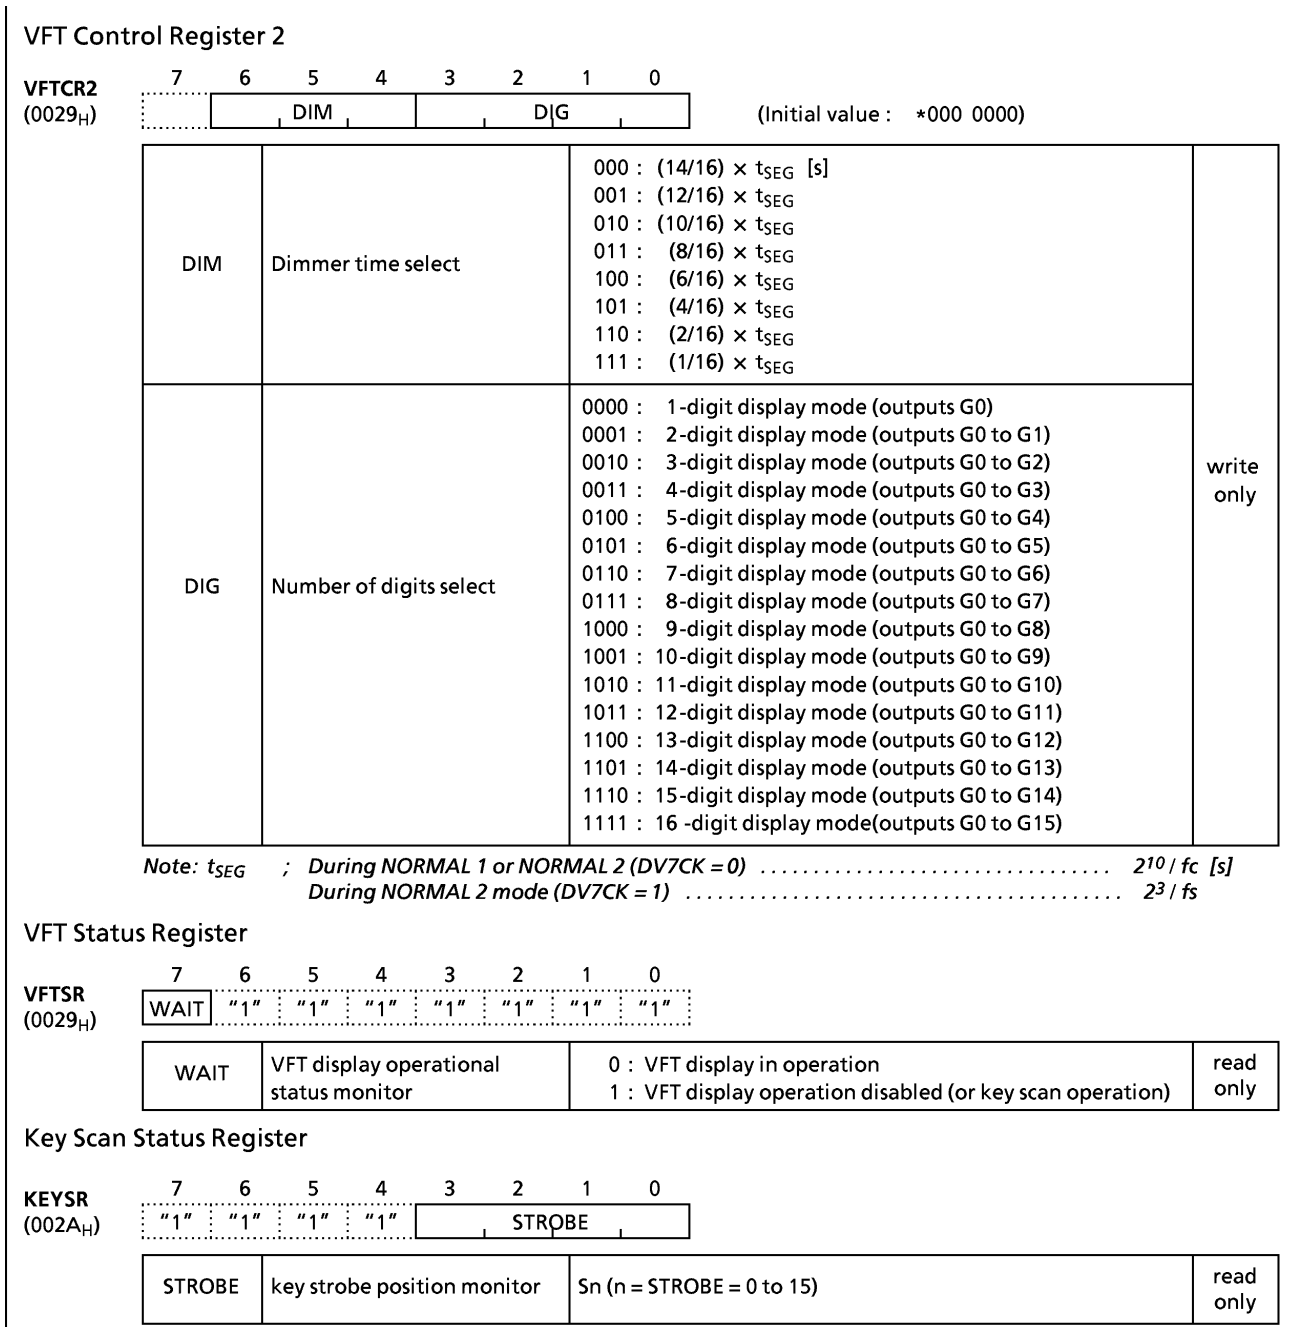 VFT Control Register 2
7 6 5 4 3 2 1 0
VFTCR2
(0029H)
DIM DIG
(Initial value : *000 0000)
DIM
Dimmer time select
000 : (14/16) × tSEG [s]
001 : (12/16) × tSEG
010 : (10/16) × tSEG
011 : (8/16) × tSEG
100 : (6/16) × tSEG
101 : (4/16) × tSEG
110 : (2/16) × tSEG
111 : (1/16) × tSEG
DIG
Number of digits select
0000 : 1-digit display mode (outputs G0)
0001 : 2-digit display mode (outputs G0 to G1)
0010 : 3-digit display mode (outputs G0 to G2)
0011 : 4-digit display mode (outputs G0 to G3)
0100 : 5-digit display mode (outputs G0 to G4)
0101 : 6-digit display mode (outputs G0 to G5)
0110 : 7-digit display mode (outputs G0 to G6)
0111 : 8-digit display mode (outputs G0 to G7)
1000 : 9-digit display mode (outputs G0 to G8)
1001 : 10-digit display mode (outputs G0 to G9)
1010 : 11-digit display mode (outputs G0 to G10)
1011 : 12-digit display mode (outputs G0 to G11)
1100 : 13-digit display mode (outputs G0 to G12)
1101 : 14-digit display mode (outputs G0 to G13)
1110 : 15-digit display mode (outputs G0 to G14)
1111 : 16 -digit display mode(outputs G0 to G15)
write
only
Note: tSEG ; During NORMAL 1 or NORMAL 2 (DV7CK = 0) ................................. 2^10 / fc [s]
During NORMAL 2 mode (DV7CK = 1) ......................................... 2^3 / fs
VFT Status Register
7 6 5 4 3 2 1 0
VFTSR
(0029H)
WAIT "1" "1" "1" "1" "1" "1" "1"
WAIT
VFT display operational
status monitor
0 : VFT display in operation
1 : VFT display operation disabled (or key scan operation)
read
only
Key Scan Status Register
7 6 5 4 3 2 1 0
KEYSR
(002AH)
"1" "1" "1" "1" STROBE
STROBE
key strobe position monitor
Sn (n = STROBE = 0 to 15)
read
only